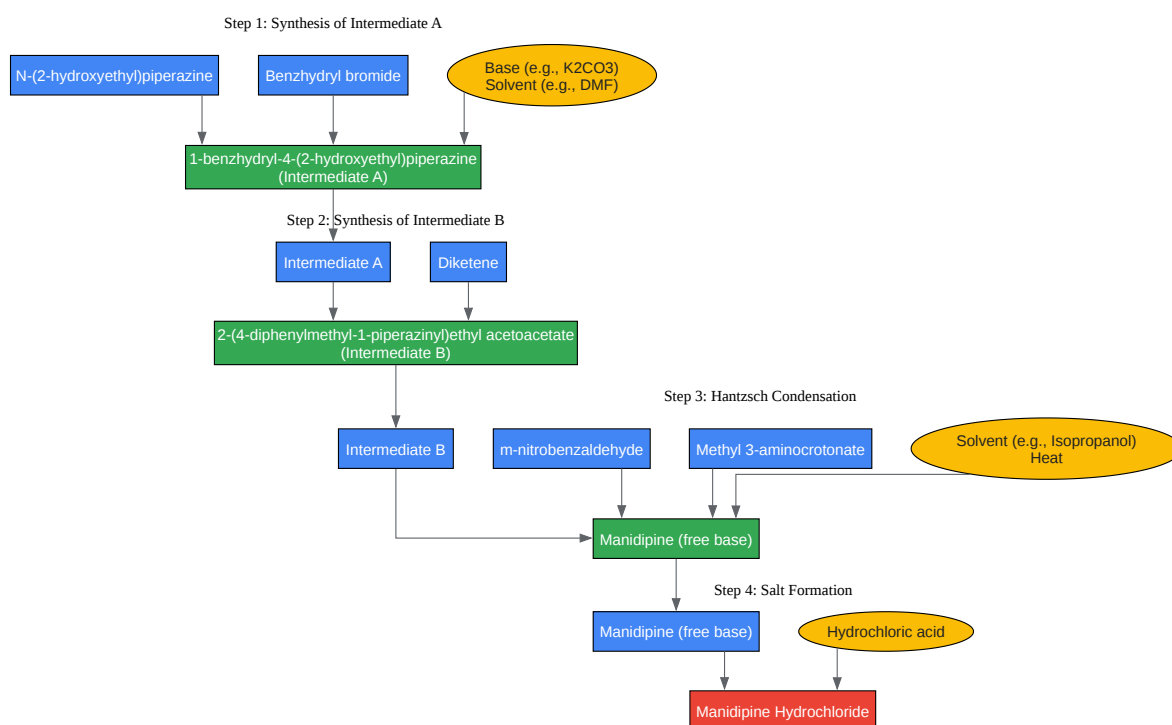 Step 1: Synthesis of Intermediate A
N-(2-hydroxyethyl)piperazine
Benzhydryl bromide
Base (e.g., K2CO3)
Solvent (e.g., DMF)
1-benzhydryl-4-(2-hydroxyethyl)piperazine
(Intermediate A)
Step 2: Synthesis of Intermediate B
Intermediate A
Diketene
2-(4-diphenylmethyl-1-piperazinyl)ethyl acetoacetate
(Intermediate B)
Step 3: Hantzsch Condensation
Intermediate B
m-nitrobenzaldehyde
Methyl 3-aminocrotonate
Solvent (e.g., Isopropanol)
Heat
Manidipine (free base)
Step 4: Salt Formation
Manidipine (free base)
Hydrochloric acid
Manidipine Hydrochloride